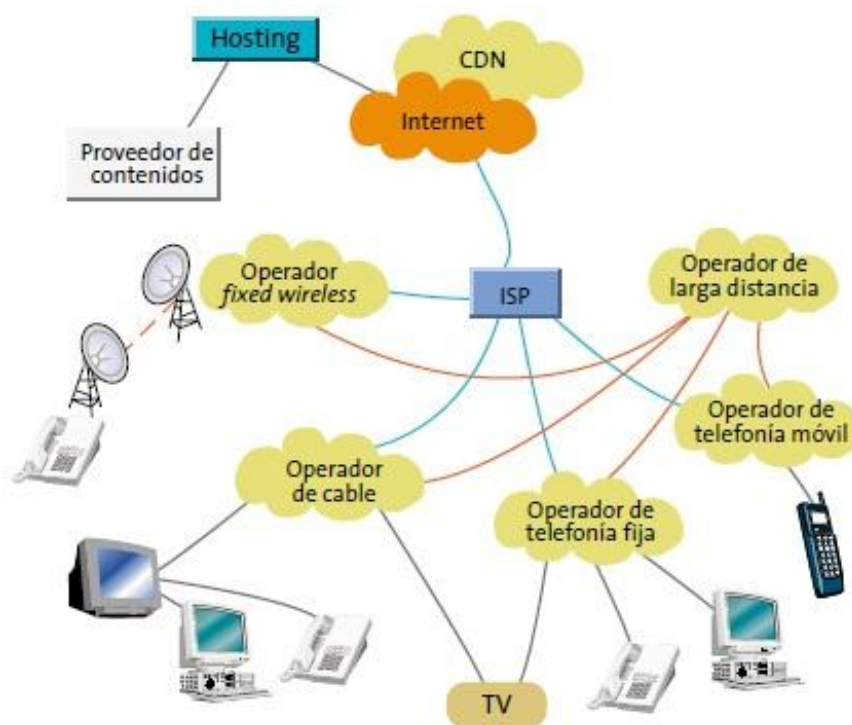 Hosting
CDN
Internet
Proveedor de
contenidos
Operador
fixed wireless
ISP
Operador de
larga distancia
Operador de
telefonía móvil
Operador
de cable
Operador de
telefonía fija
TV